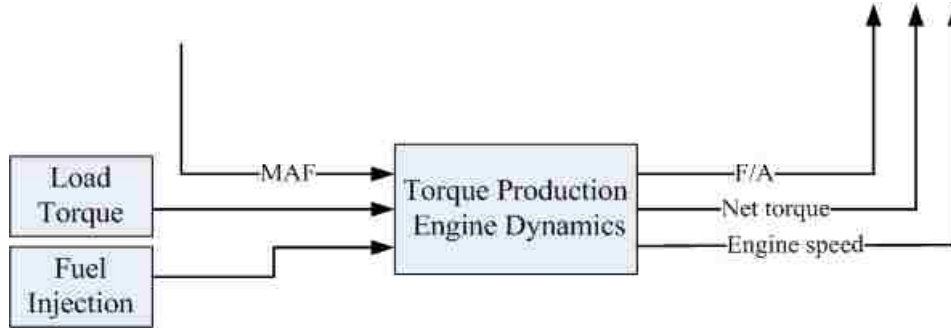 MAF
Load
Torque
Fuel
Injection
Torque Production
Engine Dynamics
F/A
Net torque
Engine speed